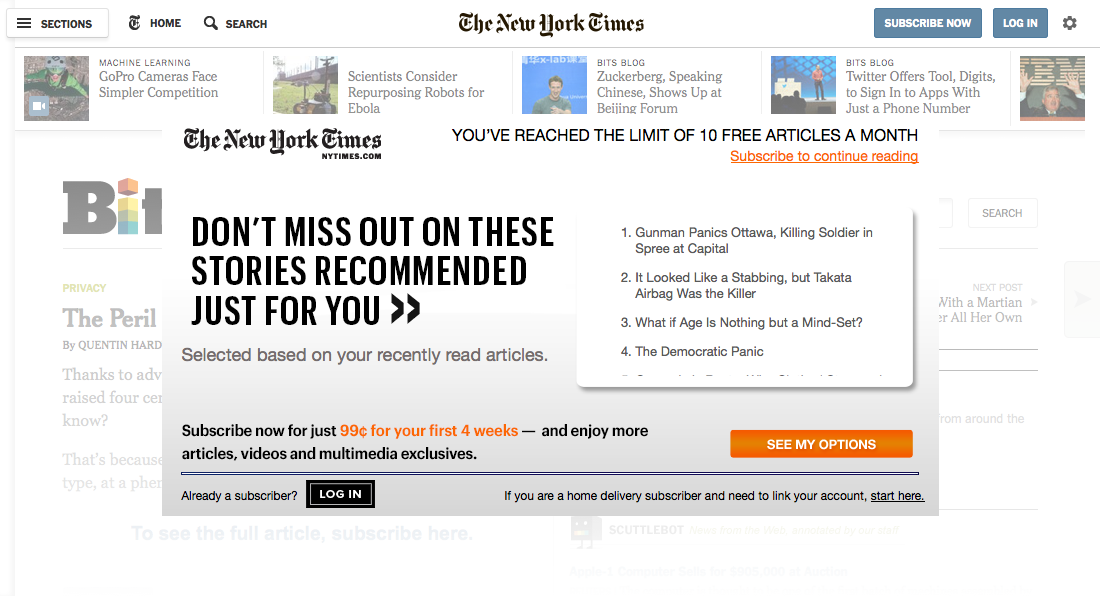 SECTIONS
HOME
SEARCH
The New York Times
SUBSCRIBE NOW
LOG IN
MACHINE LEARNING
GoPro Cameras Face
Simpler Competition
Scientists Consider
Repurposing Robots for
Ebola
BITS BLOG
Zuckerberg, Speaking
Chinese, Shows Up at
Beijing Forum
BITS BLOG
Twitter Offers Tool, Digits,
to Sign In to Apps With
Just a Phone Number
The New York Times
NYTIMES.COM
YOU'VE REACHED THE LIMIT OF 10 FREE ARTICLES A MONTH
Subscribe to continue reading
DON'T MISS OUT ON THESE
STORIES RECOMMENDED
JUST FOR YOU >>
Selected based on your recently read articles.
1. Gunman Panics Ottawa, Killing Soldier in
Spree at Capital
2. It Looked Like a Stabbing, but Takata
Airbag Was the Killer
3. What if Age Is Nothing but a Mind-Set?
4. The Democratic Panic
Subscribe now for just 99¢ for your first 4 weeks — and enjoy more
articles, videos and multimedia exclusives.
SEE MY OPTIONS
Already a subscriber?
LOG IN
If you are a home delivery subscriber and need to link your account, start here.
Bit
SEARCH
PRIVACY
The Peril
By QUENTIN HARD
Thanks to adv
raised four cer
know?
That's because
type, at a pher
NEXT POST
With a Martian
er All Her Own
from around the
To see the full article, subscribe here.
SCUTTLEBOT
News from the Web, annotated by our staff